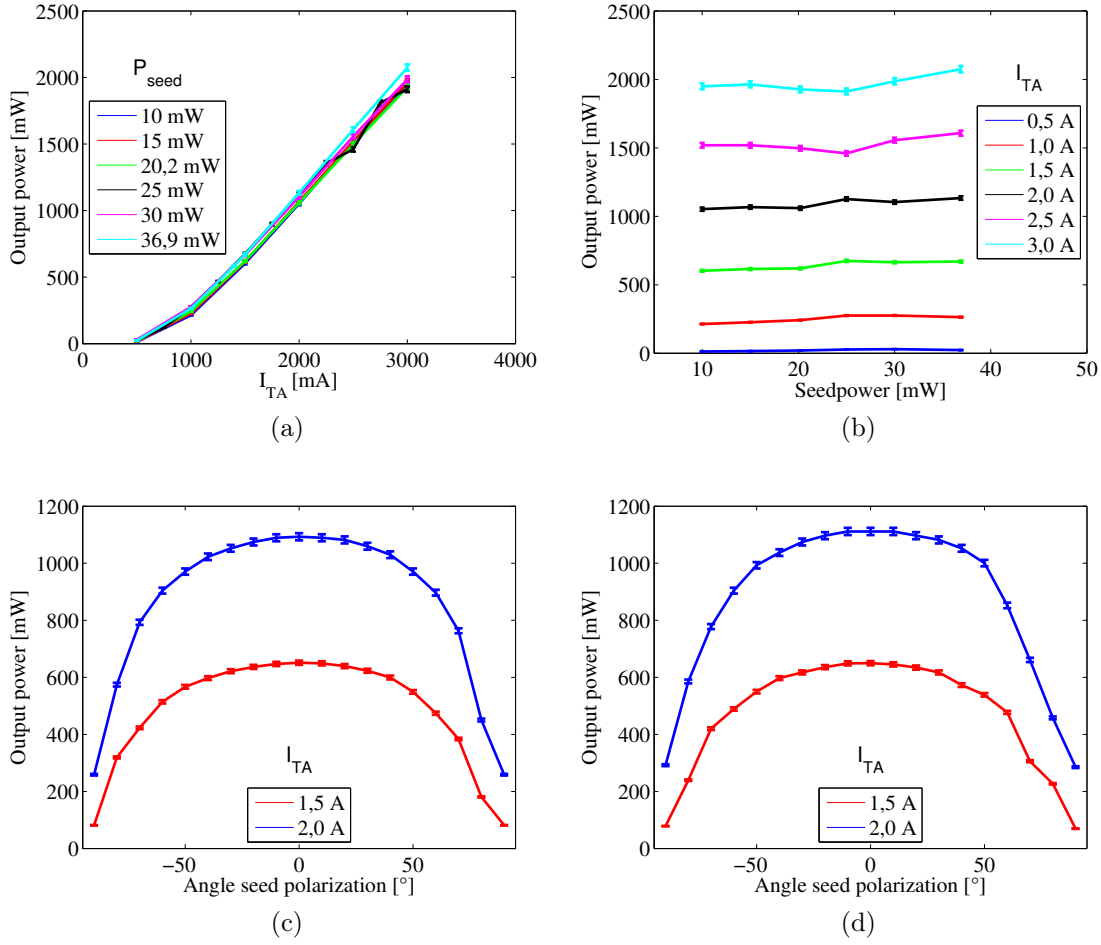 2500
2000
1500
1000
500
0
0 1000 2000 3000 4000
Output power [mW]
I_TA [mA]
P_seed
10 mW
15 mW
20,2 mW
25 mW
30 mW
36,9 mW
(a)
2500
2000
1500
1000
500
0
10 20 30 40 50
Output power [mW]
Seedpower [mW]
I_TA
0,5 A
1,0 A
1,5 A
2,0 A
2,5 A
3,0 A
(b)
1200
1000
800
600
400
200
0
−50 0 50
Output power [mW]
Angle seed polarization [°]
I_TA
1,5 A
2,0 A
(c)
1200
1000
800
600
400
200
0
−50 0 50
Output power [mW]
Angle seed polarization [°]
I_TA
1,5 A
2,0 A
(d)